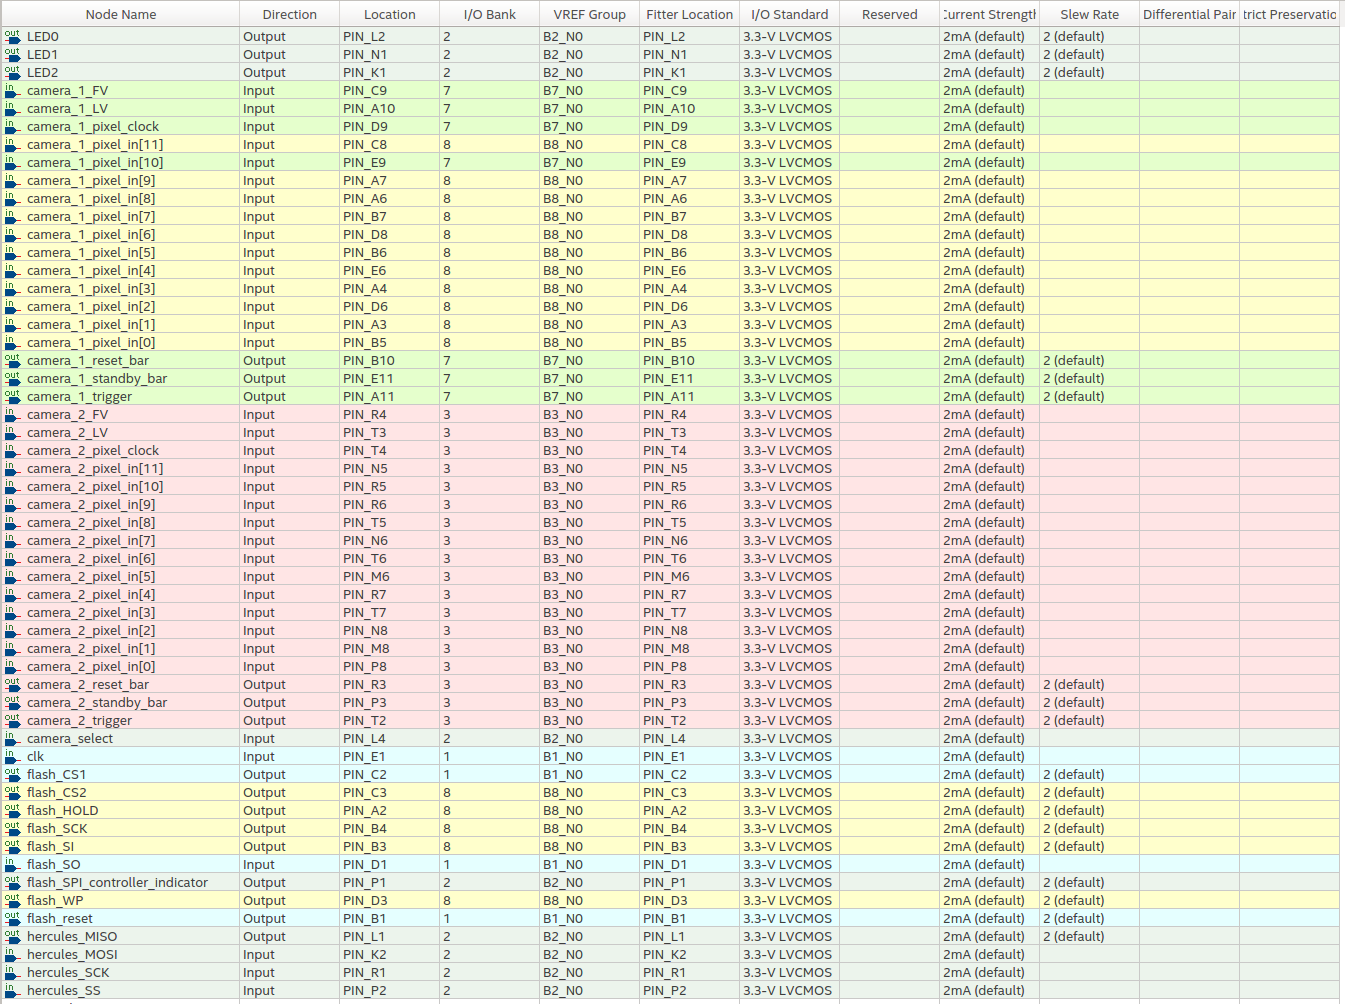 Node Name Direction Location I/O Bank VREF Group Fitter Location I/O Standard Reserved Current Strength Slew Rate Differential Pair trict Preservatio
out LED0 Output PIN_L2 2 B2_N0 PIN_L2 3.3-V LVCMOS 2mA (default) 2 (default)
out LED1 Output PIN_N1 2 B2_N0 PIN_N1 3.3-V LVCMOS 2mA (default) 2 (default)
out LED2 Output PIN_K1 2 B2_N0 PIN_K1 3.3-V LVCMOS 2mA (default) 2 (default)
in camera_1_FV Input PIN_C9 7 B7_N0 PIN_C9 3.3-V LVCMOS 2mA (default)
in camera_1_LV Input PIN_A10 7 B7_N0 PIN_A10 3.3-V LVCMOS 2mA (default)
in camera_1_pixel_clock Input PIN_D9 7 B7_N0 PIN_D9 3.3-V LVCMOS 2mA (default)
in camera_1_pixel_in[11] Input PIN_C8 8 B8_N0 PIN_C8 3.3-V LVCMOS 2mA (default)
in camera_1_pixel_in[10] Input PIN_E9 7 B7_N0 PIN_E9 3.3-V LVCMOS 2mA (default)
in camera_1_pixel_in[9] Input PIN_A7 8 B8_N0 PIN_A7 3.3-V LVCMOS 2mA (default)
in camera_1_pixel_in[8] Input PIN_A6 8 B8_N0 PIN_A6 3.3-V LVCMOS 2mA (default)
in camera_1_pixel_in[7] Input PIN_B7 8 B8_N0 PIN_B7 3.3-V LVCMOS 2mA (default)
in camera_1_pixel_in[6] Input PIN_D8 8 B8_N0 PIN_D8 3.3-V LVCMOS 2mA (default)
in camera_1_pixel_in[5] Input PIN_B6 8 B8_N0 PIN_B6 3.3-V LVCMOS 2mA (default)
in camera_1_pixel_in[4] Input PIN_E6 8 B8_N0 PIN_E6 3.3-V LVCMOS 2mA (default)
in camera_1_pixel_in[3] Input PIN_A4 8 B8_N0 PIN_A4 3.3-V LVCMOS 2mA (default)
in camera_1_pixel_in[2] Input PIN_D6 8 B8_N0 PIN_D6 3.3-V LVCMOS 2mA (default)
in camera_1_pixel_in[1] Input PIN_A3 8 B8_N0 PIN_A3 3.3-V LVCMOS 2mA (default)
in camera_1_pixel_in[0] Input PIN_B5 8 B8_N0 PIN_B5 3.3-V LVCMOS 2mA (default)
out camera_1_reset_bar Output PIN_B10 7 B7_N0 PIN_B10 3.3-V LVCMOS 2mA (default) 2 (default)
out camera_1_standby_bar Output PIN_E11 7 B7_N0 PIN_E11 3.3-V LVCMOS 2mA (default) 2 (default)
out camera_1_trigger Output PIN_A11 7 B7_N0 PIN_A11 3.3-V LVCMOS 2mA (default) 2 (default)
in camera_2_FV Input PIN_R4 3 B3_N0 PIN_R4 3.3-V LVCMOS 2mA (default)
in camera_2_LV Input PIN_T3 3 B3_N0 PIN_T3 3.3-V LVCMOS 2mA (default)
in camera_2_pixel_clock Input PIN_T4 3 B3_N0 PIN_T4 3.3-V LVCMOS 2mA (default)
in camera_2_pixel_in[11] Input PIN_N5 3 B3_N0 PIN_N5 3.3-V LVCMOS 2mA (default)
in camera_2_pixel_in[10] Input PIN_R5 3 B3_N0 PIN_R5 3.3-V LVCMOS 2mA (default)
in camera_2_pixel_in[9] Input PIN_R6 3 B3_N0 PIN_R6 3.3-V LVCMOS 2mA (default)
in camera_2_pixel_in[8] Input PIN_T5 3 B3_N0 PIN_T5 3.3-V LVCMOS 2mA (default)
in camera_2_pixel_in[7] Input PIN_N6 3 B3_N0 PIN_N6 3.3-V LVCMOS 2mA (default)
in camera_2_pixel_in[6] Input PIN_T6 3 B3_N0 PIN_T6 3.3-V LVCMOS 2mA (default)
in camera_2_pixel_in[5] Input PIN_M6 3 B3_N0 PIN_M6 3.3-V LVCMOS 2mA (default)
in camera_2_pixel_in[4] Input PIN_R7 3 B3_N0 PIN_R7 3.3-V LVCMOS 2mA (default)
in camera_2_pixel_in[3] Input PIN_T7 3 B3_N0 PIN_T7 3.3-V LVCMOS 2mA (default)
in camera_2_pixel_in[2] Input PIN_N8 3 B3_N0 PIN_N8 3.3-V LVCMOS 2mA (default)
in camera_2_pixel_in[1] Input PIN_M8 3 B3_N0 PIN_M8 3.3-V LVCMOS 2mA (default)
in camera_2_pixel_in[0] Input PIN_P8 3 B3_N0 PIN_P8 3.3-V LVCMOS 2mA (default)
out camera_2_reset_bar Output PIN_R3 3 B3_N0 PIN_R3 3.3-V LVCMOS 2mA (default) 2 (default)
out camera_2_standby_bar Output PIN_P3 3 B3_N0 PIN_P3 3.3-V LVCMOS 2mA (default) 2 (default)
out camera_2_trigger Output PIN_T2 3 B3_N0 PIN_T2 3.3-V LVCMOS 2mA (default) 2 (default)
in camera_select Input PIN_L4 2 B2_N0 PIN_L4 3.3-V LVCMOS 2mA (default)
in clk Input PIN_E1 1 B1_N0 PIN_E1 3.3-V LVCMOS 2mA (default)
out flash_CS1 Output PIN_C2 1 B1_N0 PIN_C2 3.3-V LVCMOS 2mA (default) 2 (default)
out flash_CS2 Output PIN_C3 8 B8_N0 PIN_C3 3.3-V LVCMOS 2mA (default) 2 (default)
out flash_HOLD Output PIN_A2 8 B8_N0 PIN_A2 3.3-V LVCMOS 2mA (default) 2 (default)
out flash_SCK Output PIN_B4 8 B8_N0 PIN_B4 3.3-V LVCMOS 2mA (default) 2 (default)
out flash_SI Output PIN_B3 8 B8_N0 PIN_B3 3.3-V LVCMOS 2mA (default) 2 (default)
in flash_SO Input PIN_D1 1 B1_N0 PIN_D1 3.3-V LVCMOS 2mA (default)
out flash_SPI_controller_indicator Output PIN_P1 2 B2_N0 PIN_P1 3.3-V LVCMOS 2mA (default) 2 (default)
out flash_WP Output PIN_D3 8 B8_N0 PIN_D3 3.3-V LVCMOS 2mA (default) 2 (default)
out flash_reset Output PIN_B1 1 B1_N0 PIN_B1 3.3-V LVCMOS 2mA (default) 2 (default)
out hercules_MISO Output PIN_L1 2 B2_N0 PIN_L1 3.3-V LVCMOS 2mA (default) 2 (default)
in hercules_MOSI Input PIN_K2 2 B2_N0 PIN_K2 3.3-V LVCMOS 2mA (default)
in hercules_SCK Input PIN_R1 2 B2_N0 PIN_R1 3.3-V LVCMOS 2mA (default)
in hercules_SS Input PIN_P2 2 B2_N0 PIN_P2 3.3-V LVCMOS 2mA (default)